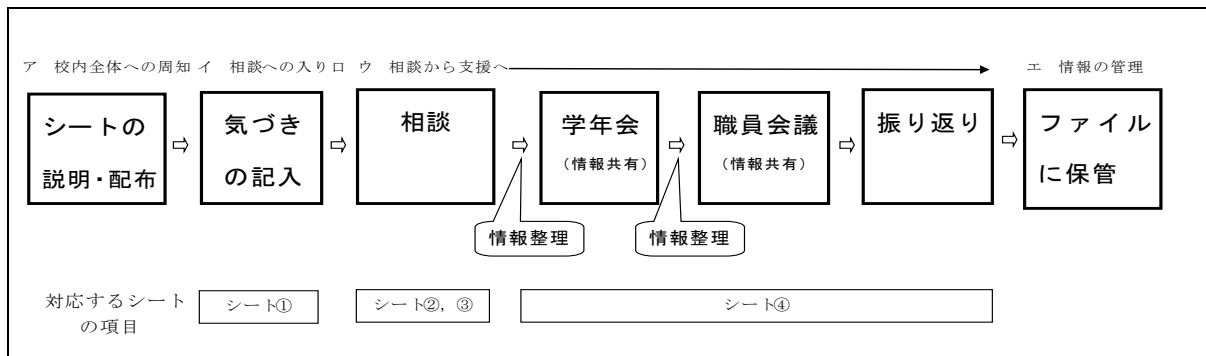 ア 校内全体への周知 イ 相談への入り口 ウ 相談から支援へ エ 情報の管理
シートの
説明・配布
気づき
の記入
相談
学年会
（情報共有）
職員会議
（情報共有）
振り返り
ファイル
に保管
情報整理
情報整理
対応するシート
の項目
シート①
シート②，③
シート④